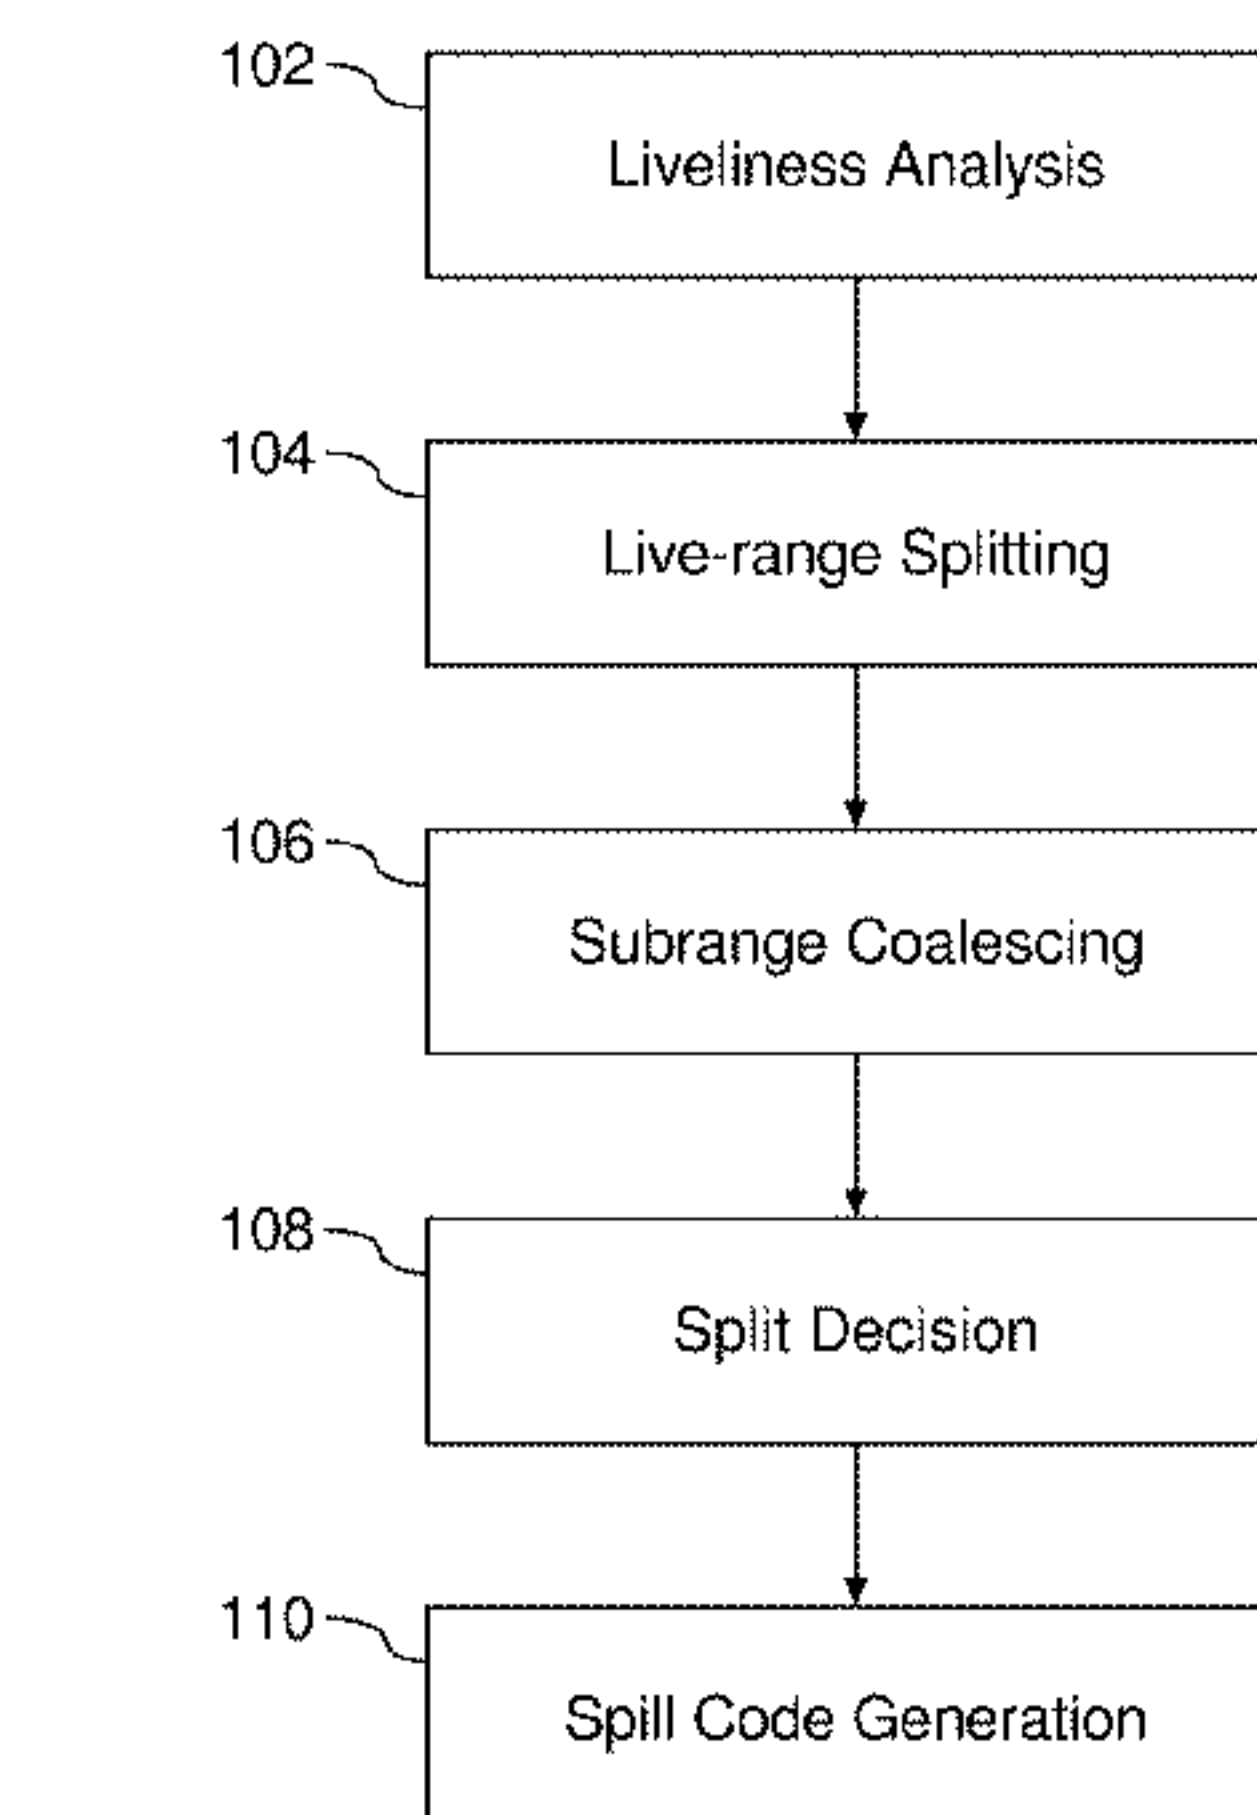 102
Liveliness Analysis
104
Live-range Splitting
106
Subrange Coalescing
108
Split Decision
110
Spill Code Generation